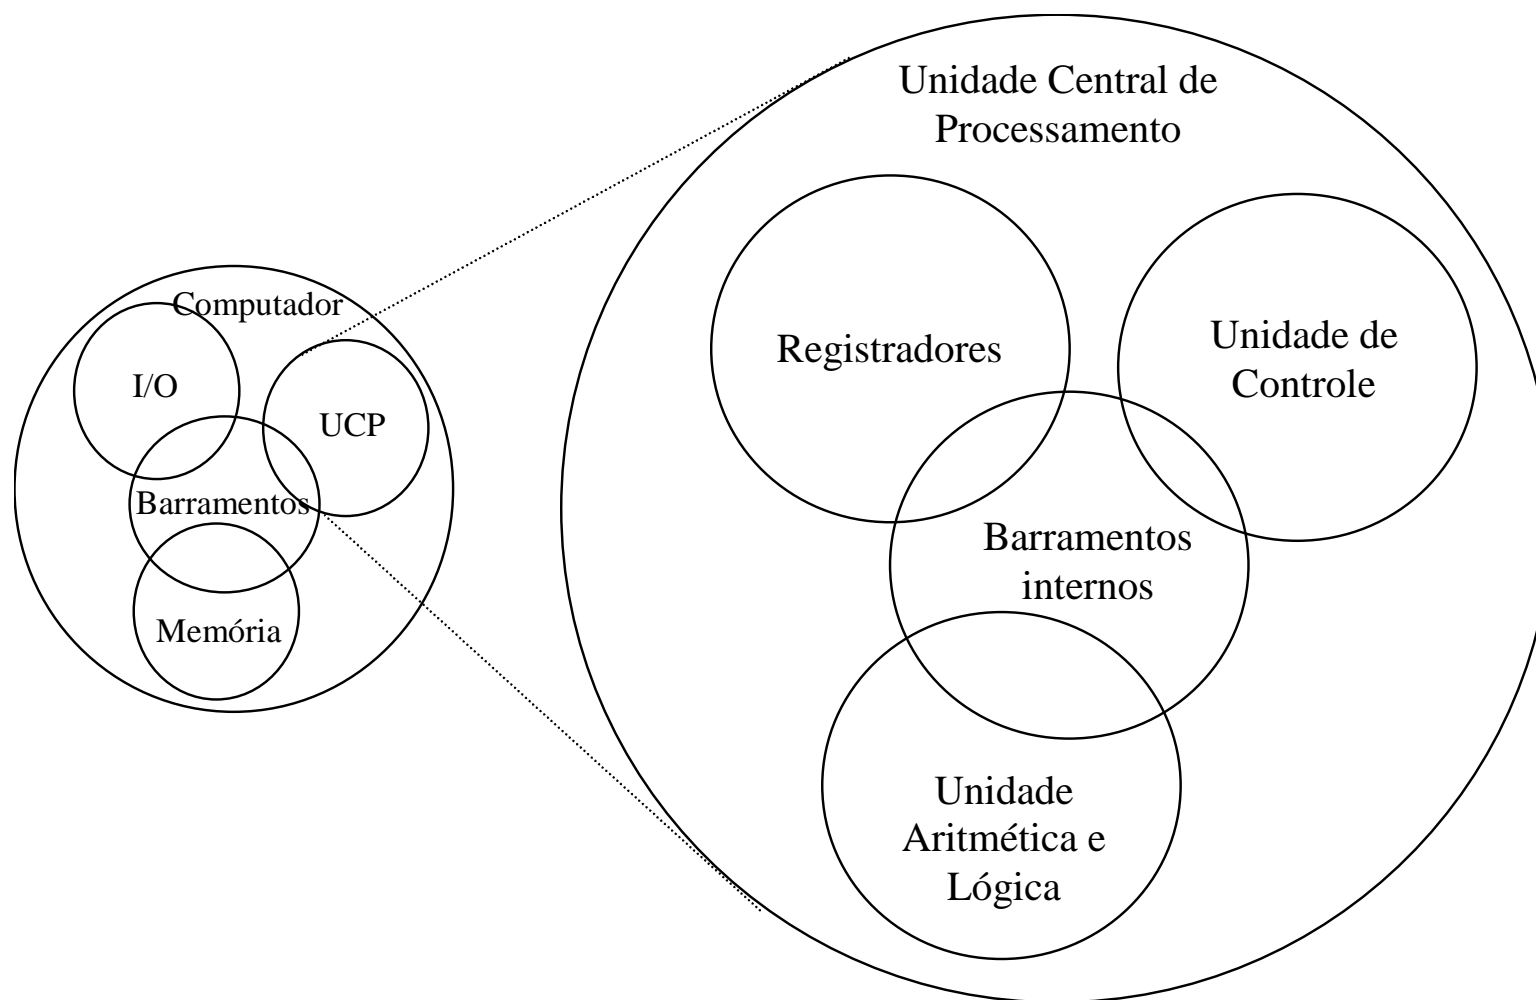 Computador
I/O
UCP
Barramentos
Memória
Unidade Central de
Processamento
Registradores
Unidade de
Controle
Barramentos
internos
Unidade
Aritmética e
Lógica